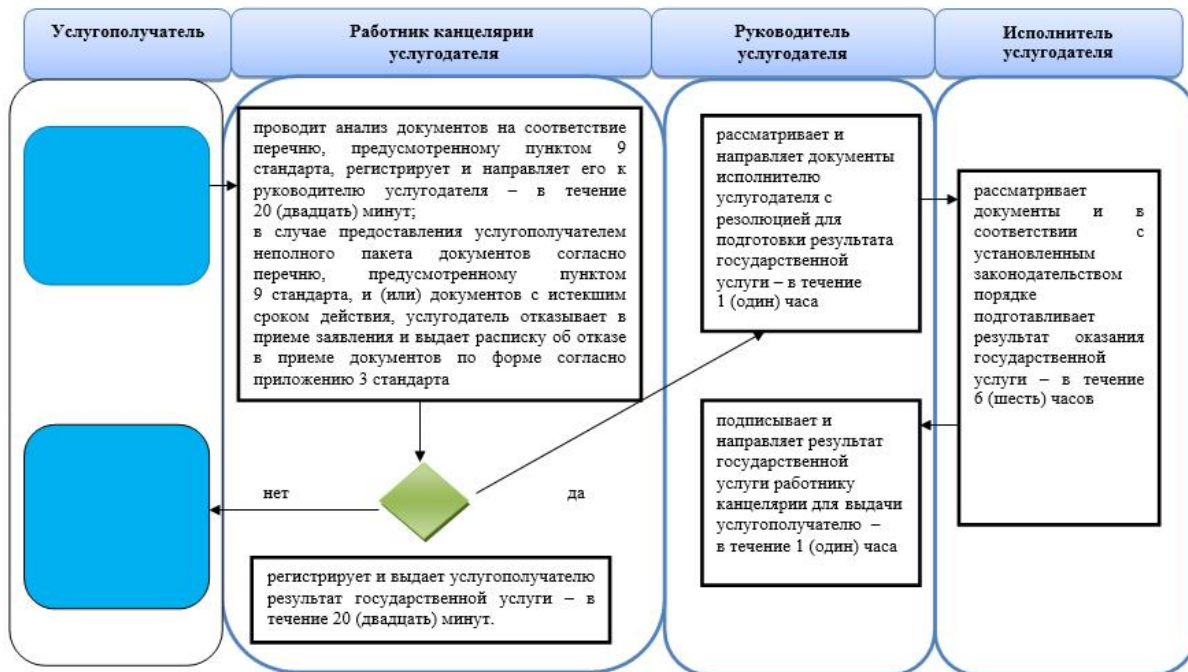 Услугополучатель
Работник канцелярии
услугодателя
Руководитель
услугодателя
Исполнитель
услугодателя
проводит анализ документов на соответствие
перечню, предусмотренному пунктом 9
стандарта, регистрирует и направляет его к
руководителю услугодателя – в течение
20 (двадцать) минут;
в случае предоставления услугополучателем
неполного пакета документов согласно
перечню, предусмотренному пунктом
9 стандарта, и (или) документов с истекшим
сроком действия, услугодатель отказывает в
приеме заявления и выдает расписку об отказе
в приеме документов по форме согласно
приложению 3 стандарта
рассматривает и
направляет документы
исполнителю
услугодателя с
резолюцией для
подготовки результата
государственной
услуги – в течение
1 (один) часа
рассматривает
документы и в
соответствии с
установленным
законодательством
порядке
подготавливает
результат оказания
государственной
услуги – в течение
6 (шесть) часов
подписывает и
направляет результат
государственной
услуги работнику
канцелярии для выдачи
услугополучателю –
в течение 1 (один) часа
нет
да
регистрирует и выдает услугополучателю
результат государственной услуги – в
течение 20 (двадцать) минут.